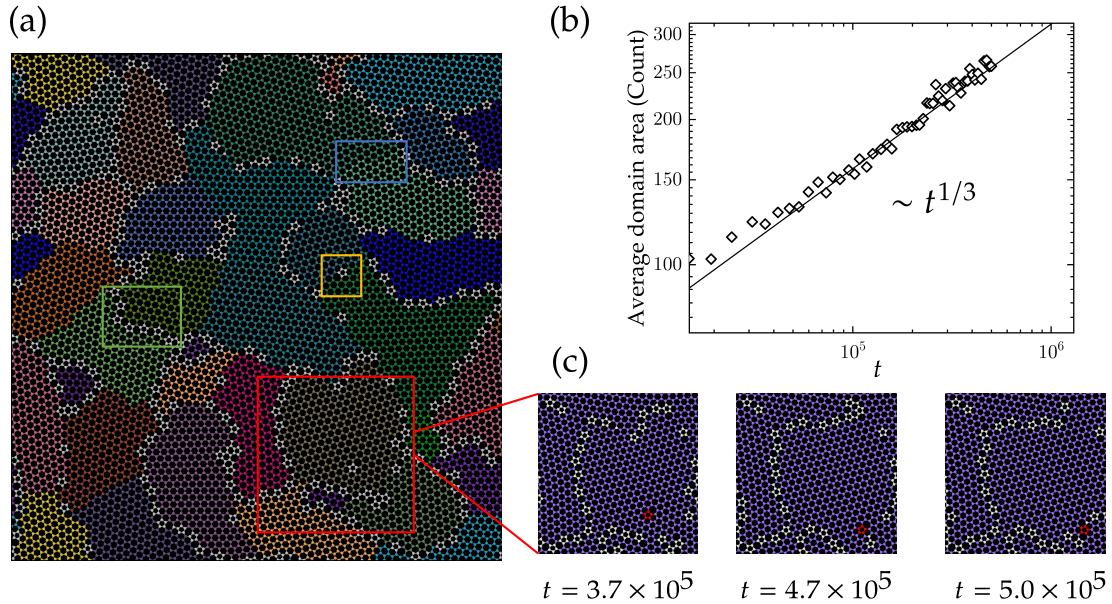 (a)
(b)
Average domain area (Count)
300
250
200
150
100
∼ t^{1/3}
10^5
10^6
t
(c)
t = 3.7 × 10^5
t = 4.7 × 10^5
t = 5.0 × 10^5